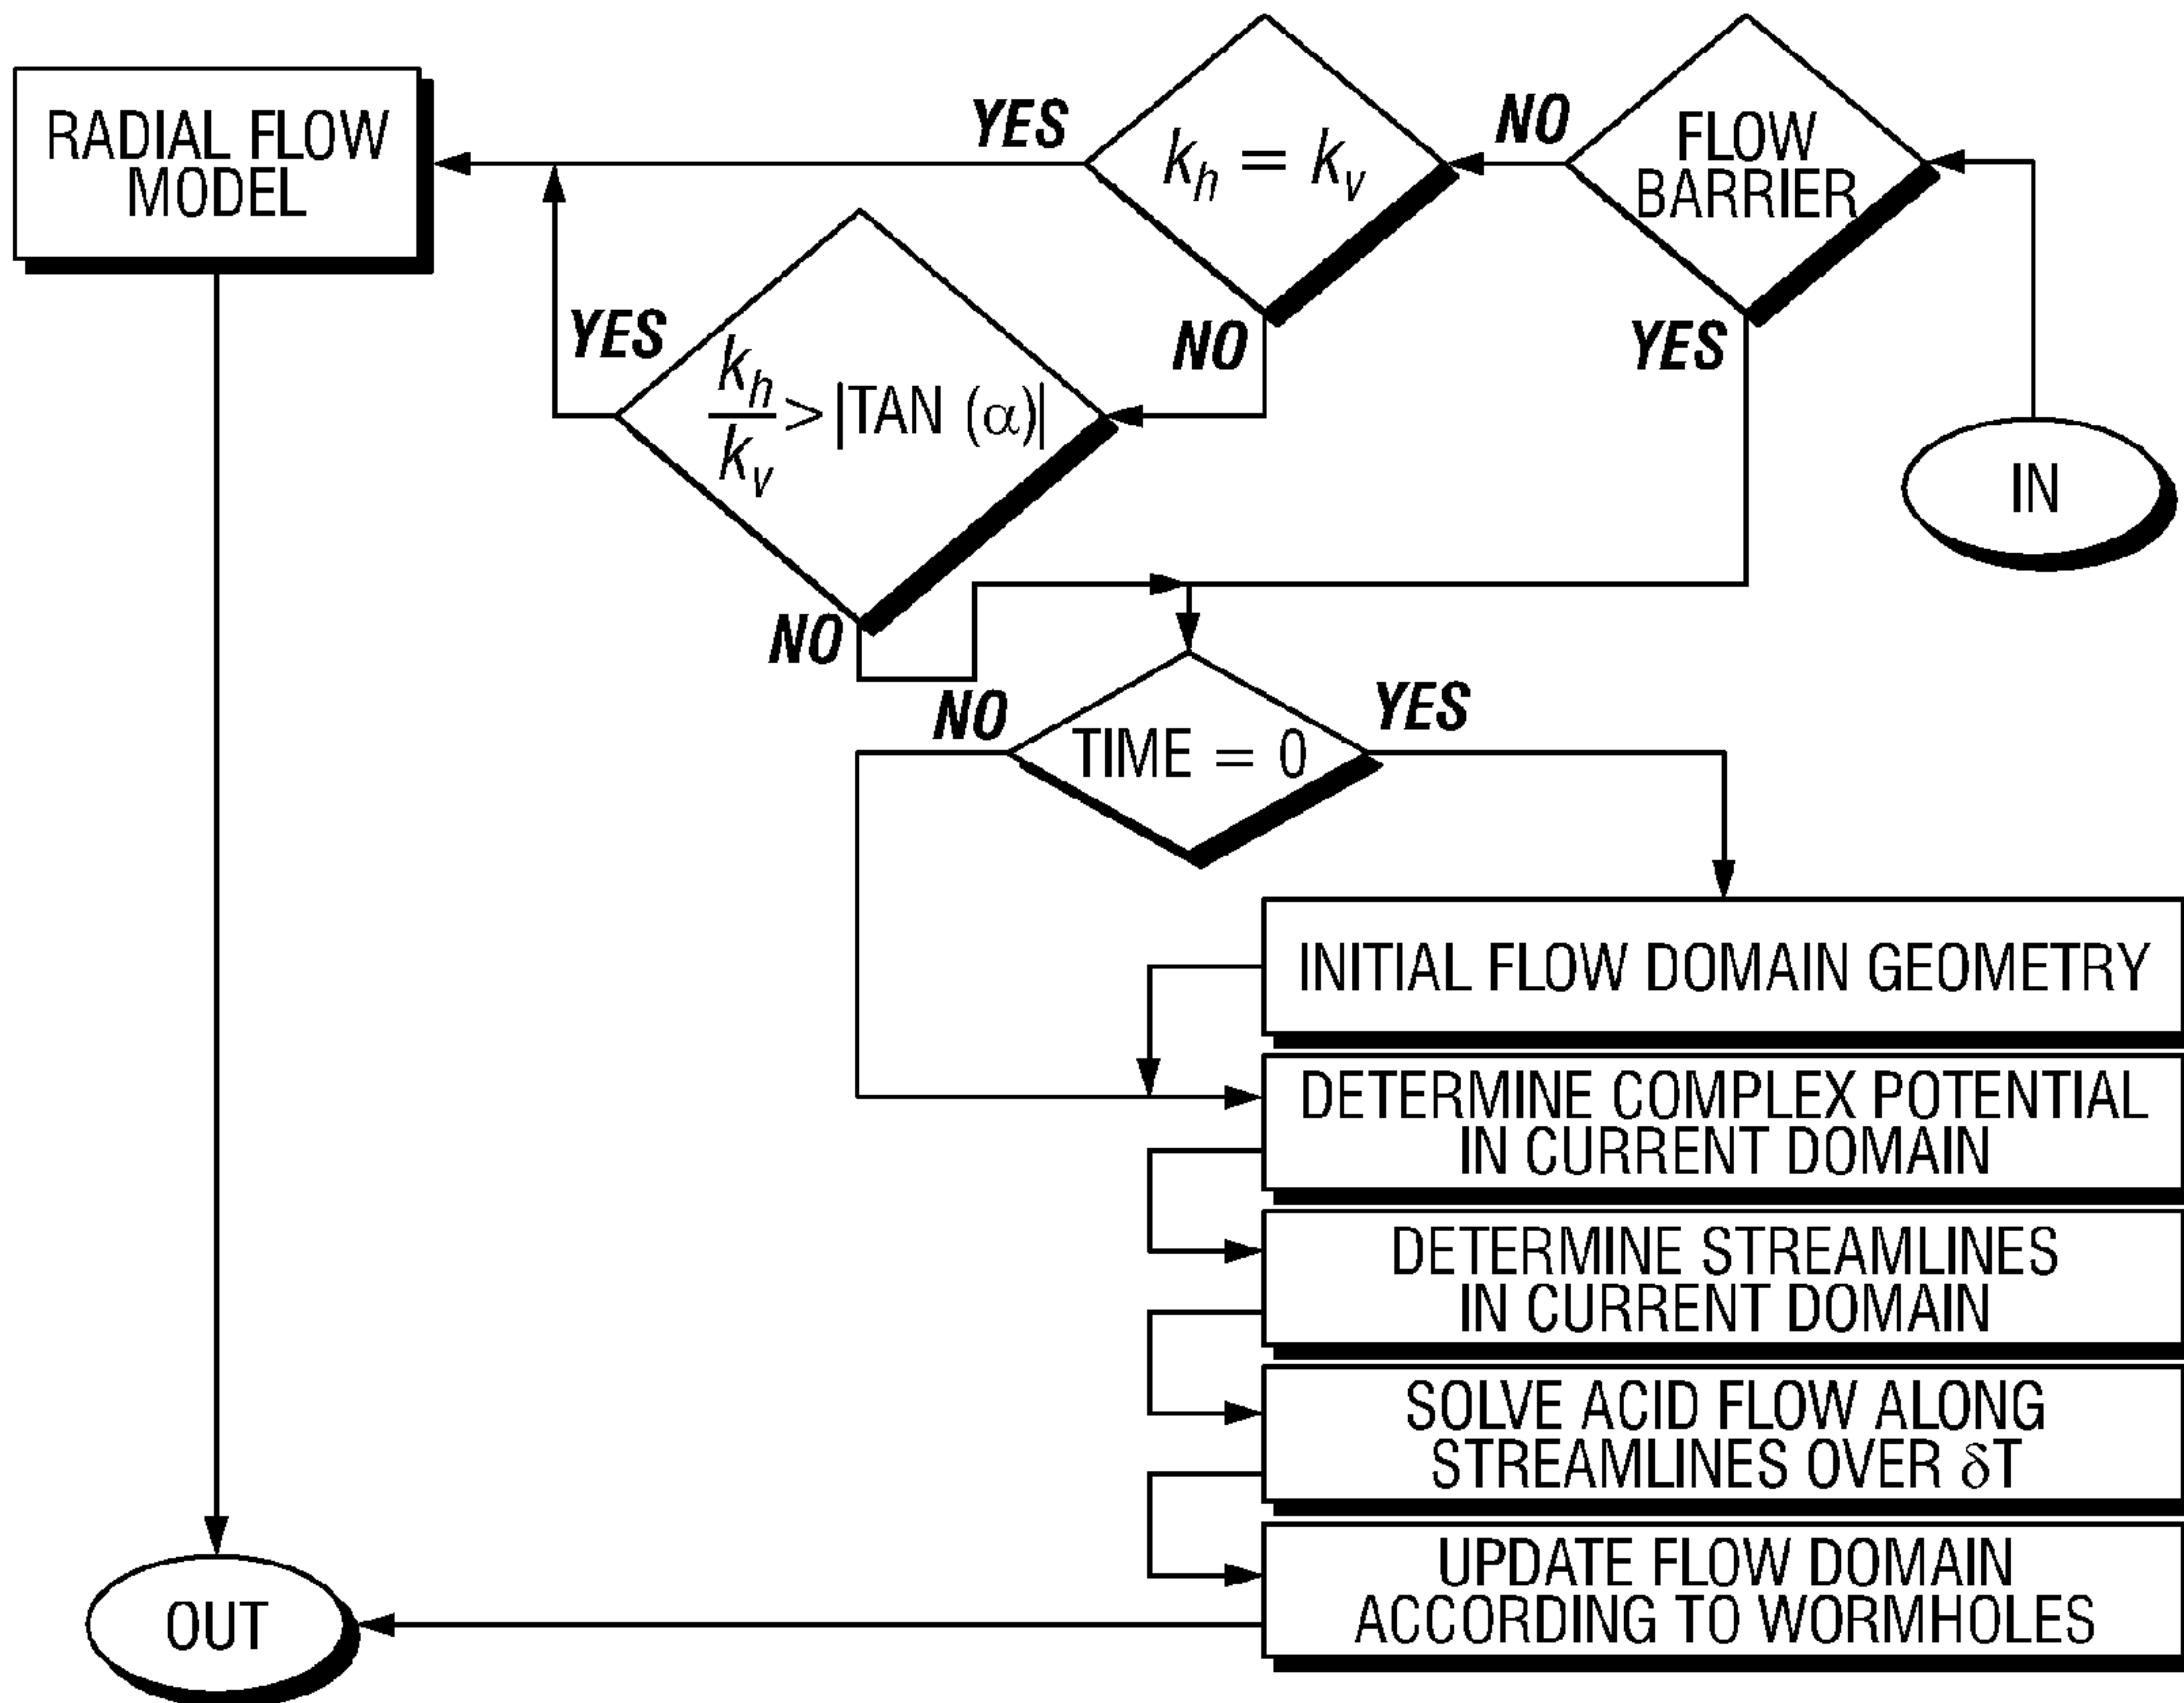 RADIAL FLOW
MODEL
YES
k_h = k_v
NO
FLOW
BARRIER
YES
k_h/k_v > |TAN (α)|
NO
YES
IN
NO
NO
TIME = 0
YES
INITIAL FLOW DOMAIN GEOMETRY
DETERMINE COMPLEX POTENTIAL
IN CURRENT DOMAIN
DETERMINE STREAMLINES
IN CURRENT DOMAIN
SOLVE ACID FLOW ALONG
STREAMLINES OVER δT
UPDATE FLOW DOMAIN
ACCORDING TO WORMHOLES
OUT